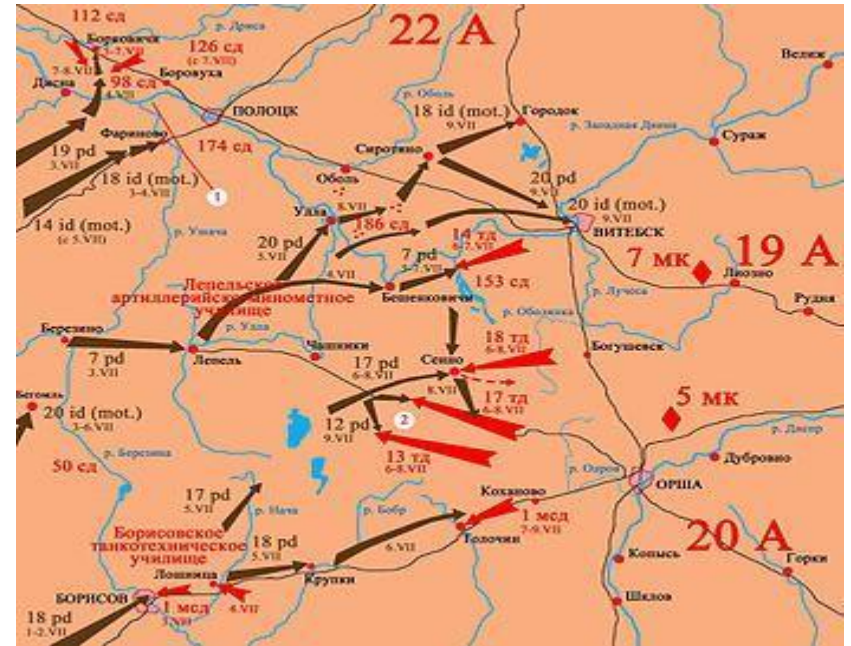 112 сд
Борковичи
22 А
р. Дрисса
126 сд
(с 7.VII)
Велиж
7-8.VII
98 сд
Боровуха
Дисна
ПОЛОЦК
р. Оболь
18 id (mot.)
9.VII
Городок
р. Западная Двина
Сураж
Фариново
19 pd
3.VII
174 сд
Сиротино
18 id (mot.)
3-4.VII
1
Оболь
20 pd
9.VII
20 id (mot.)
9.VII
14 id (mot.)
(с 5.VII)
р. Ушача
Улла
8.VII
186 сд
ВИТЕБСК
14 тд
6-7.VII
19 А
20 pd
5.VII
4.VII
7 pd
5-7.VII
7 мк
Лиозно
153 сд
Лепельское
артиллерийско-минометное
училище
Бешенковичи
р. Лучоса
Рудня
р. Оболянка
Березино
р. Улла
Лепель
Чашники
18 тд
6-8.VII
Богушевск
7 pd
3.VII
17 pd
6-8.VII
Сенно
8.VII
17 тд
6-8.VII
Бегомль
20 id (mot.)
3-6.VII
12 pd
9.VII
2
5 мк
р. Днепр
р. Березина
50 сд
13 тд
6-8.VII
Дубровно
ОРША
17 pd
5.VII
р. Нача
р. Бобр
Коханово
1 мсд
7-9.VII
Борисовское
танкотехническое
училище
18 pd
5.VII
6.VII
Толочин
20 А
Лошница
Крупки
Копысь
Горки
БОРИСОВ
1 мсд
4.VII
Шклов
18 pd
1-2.VII